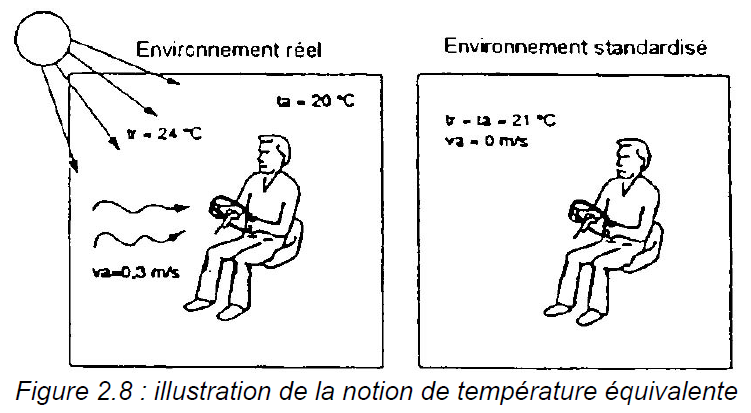 Environnement réel
ta = 20 °C
tr = 24 °C
va=0,3 m/s
Environnement standardisé
tr = ta = 21 °C
va = 0 m/s
Figure 2.8 : illustration de la notion de température équivalente